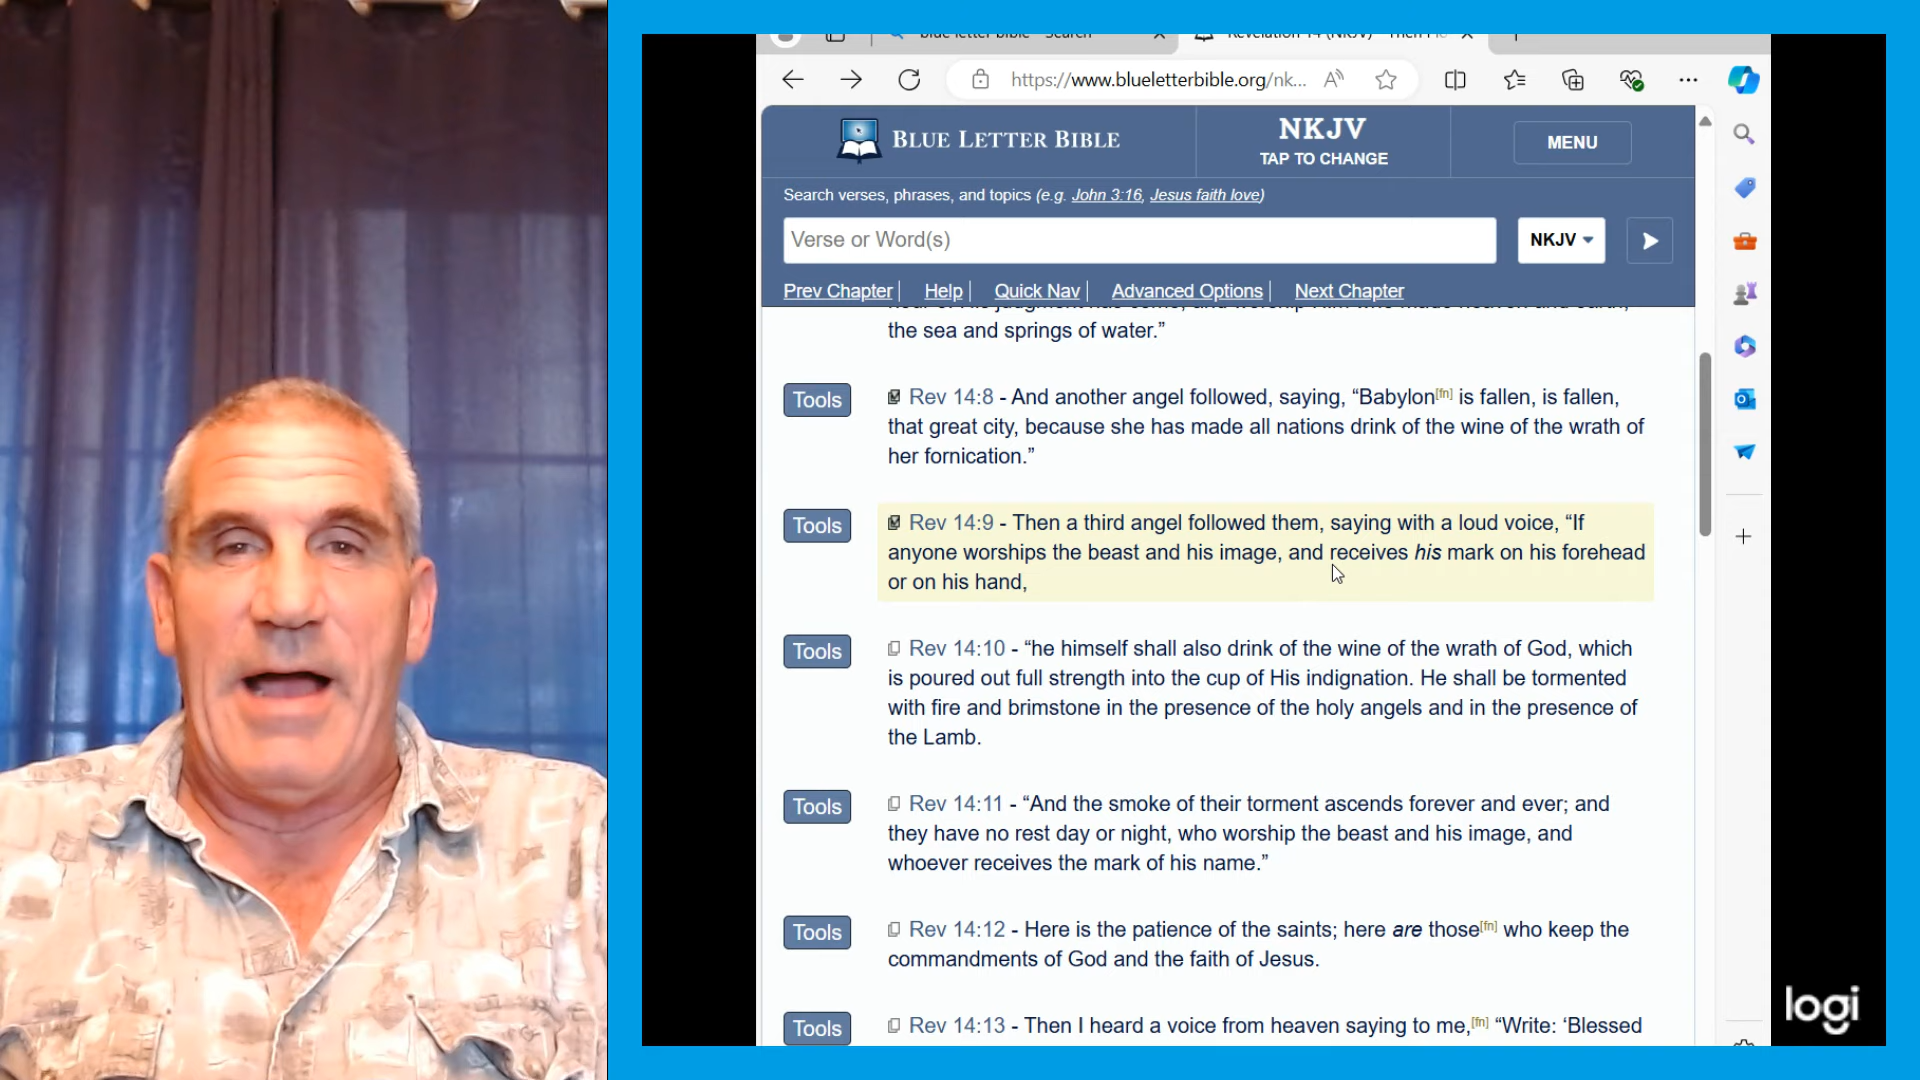 blue letter bible - Search
Revelation 14 (NKJV) - Then I
https://www.blueletterbible.org/nk...
BLUE LETTER BIBLE
NKJV
TAP TO CHANGE
MENU
Search verses, phrases, and topics (e.g. John 3:16, Jesus faith love)
Verse or Word(s)
NKJV
Prev Chapter | Help | Quick Nav | Advanced Options | Next Chapter
the sea and springs of water.”
Tools
Rev 14:8 - And another angel followed, saying, “Babylon[fn] is fallen, is fallen,
that great city, because she has made all nations drink of the wine of the wrath of
her fornication.”
Tools
Rev 14:9 - Then a third angel followed them, saying with a loud voice, “If
anyone worships the beast and his image, and receives his mark on his forehead
or on his hand,
Tools
Rev 14:10 - “he himself shall also drink of the wine of the wrath of God, which
is poured out full strength into the cup of His indignation. He shall be tormented
with fire and brimstone in the presence of the holy angels and in the presence of
the Lamb.
Tools
Rev 14:11 - “And the smoke of their torment ascends forever and ever; and
they have no rest day or night, who worship the beast and his image, and
whoever receives the mark of his name.”
Tools
Rev 14:12 - Here is the patience of the saints; here are those[fn] who keep the
commandments of God and the faith of Jesus.
Tools
Rev 14:13 - Then I heard a voice from heaven saying to me,[fn] “Write: ‘Blessed
logi